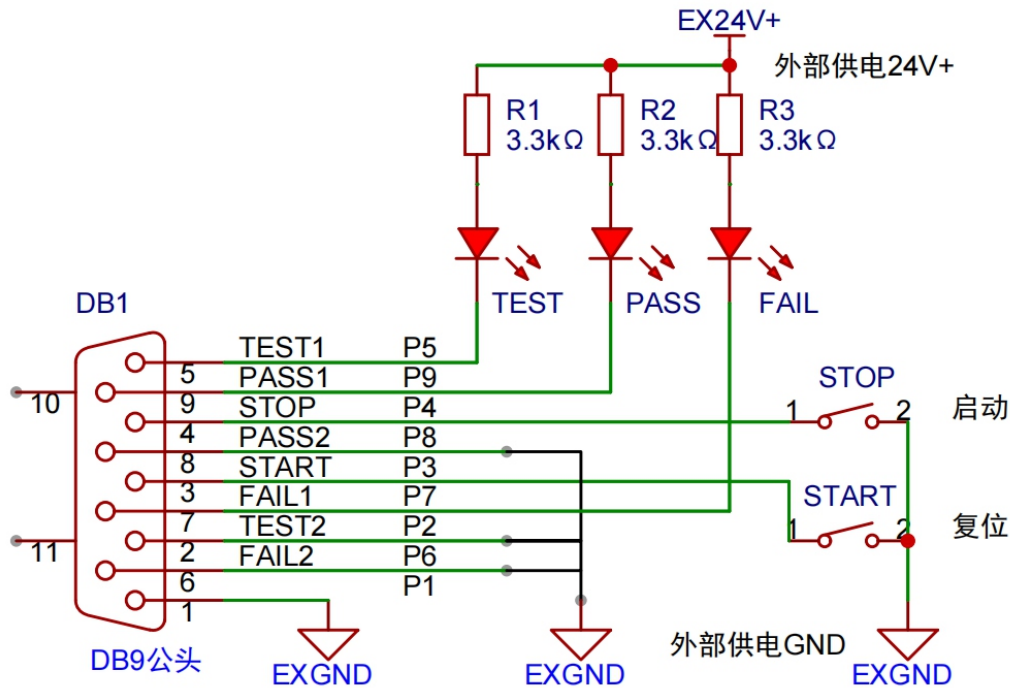 EX24V+
外部供电24V+
R1
3.3kΩ
R2
3.3kΩ
R3
3.3kΩ
TEST
PASS
FAIL
DB1
TEST1 P5
5
PASS1 P9
10
9
STOP P4
4
STOP
1 2
启动
PASS2 P8
8
START P3
3
START
1 2
复位
FAIL1 P7
7
TEST2 P2
11
2
FAIL2 P6
6
P1
1
DB9公头
EXGND
EXGND
外部供电GND
EXGND